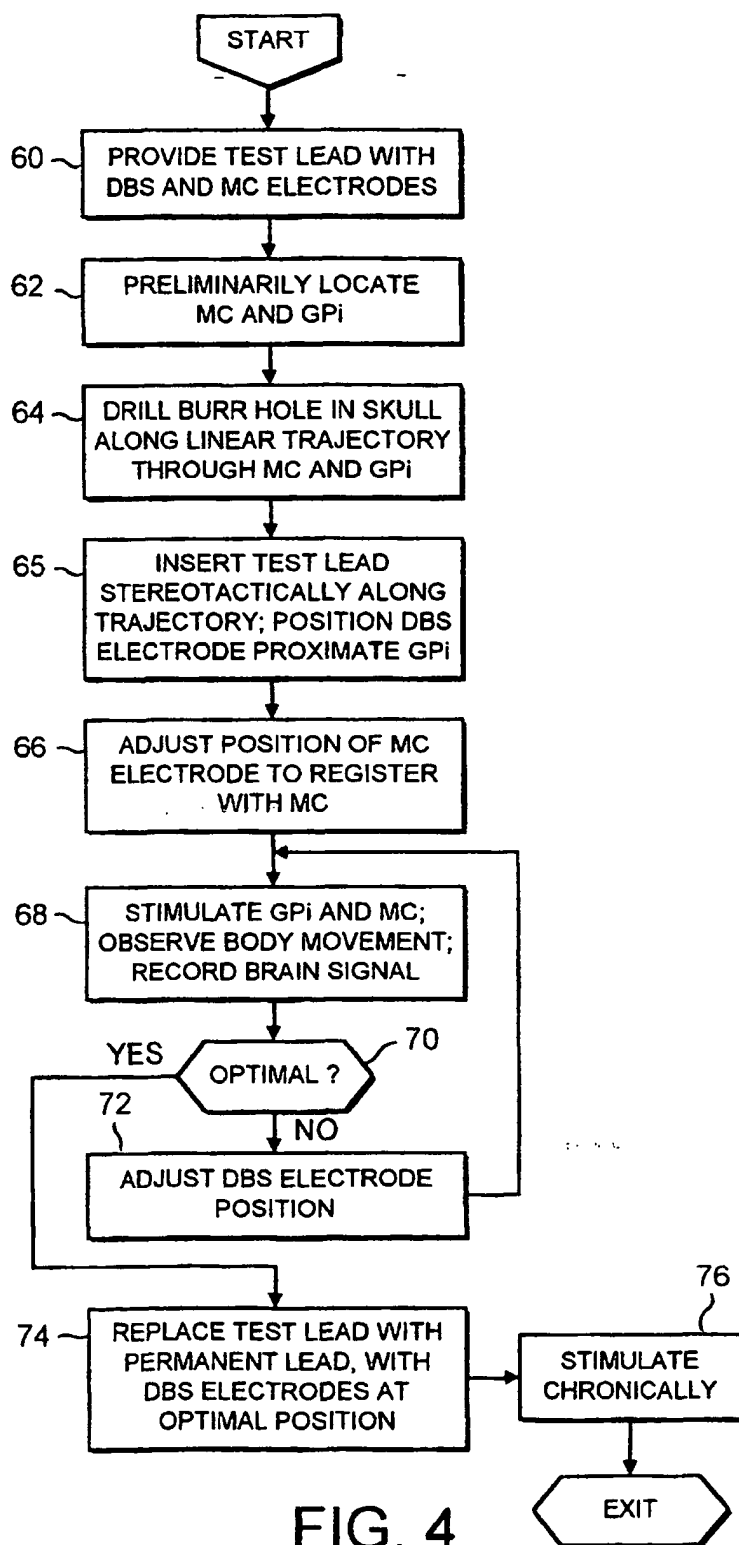 START
60
PROVIDE TEST LEAD WITH
DBS AND MC ELECTRODES
62
PRELIMINARILY LOCATE
MC AND GPi
64
DRILL BURR HOLE IN SKULL
ALONG LINEAR TRAJECTORY
THROUGH MC AND GPi
65
INSERT TEST LEAD
STEREOTACTICALLY ALONG
TRAJECTORY; POSITION DBS
ELECTRODE PROXIMATE GPi
66
ADJUST POSITION OF MC
ELECTRODE TO REGISTER
WITH MC
68
STIMULATE GPi AND MC;
OBSERVE BODY MOVEMENT;
RECORD BRAIN SIGNAL
70
YES
OPTIMAL ?
NO
72
ADJUST DBS ELECTRODE
POSITION
74
REPLACE TEST LEAD WITH
PERMANENT LEAD, WITH
DBS ELECTRODES AT
OPTIMAL POSITION
76
STIMULATE
CHRONICALLY
EXIT
FIG. 4